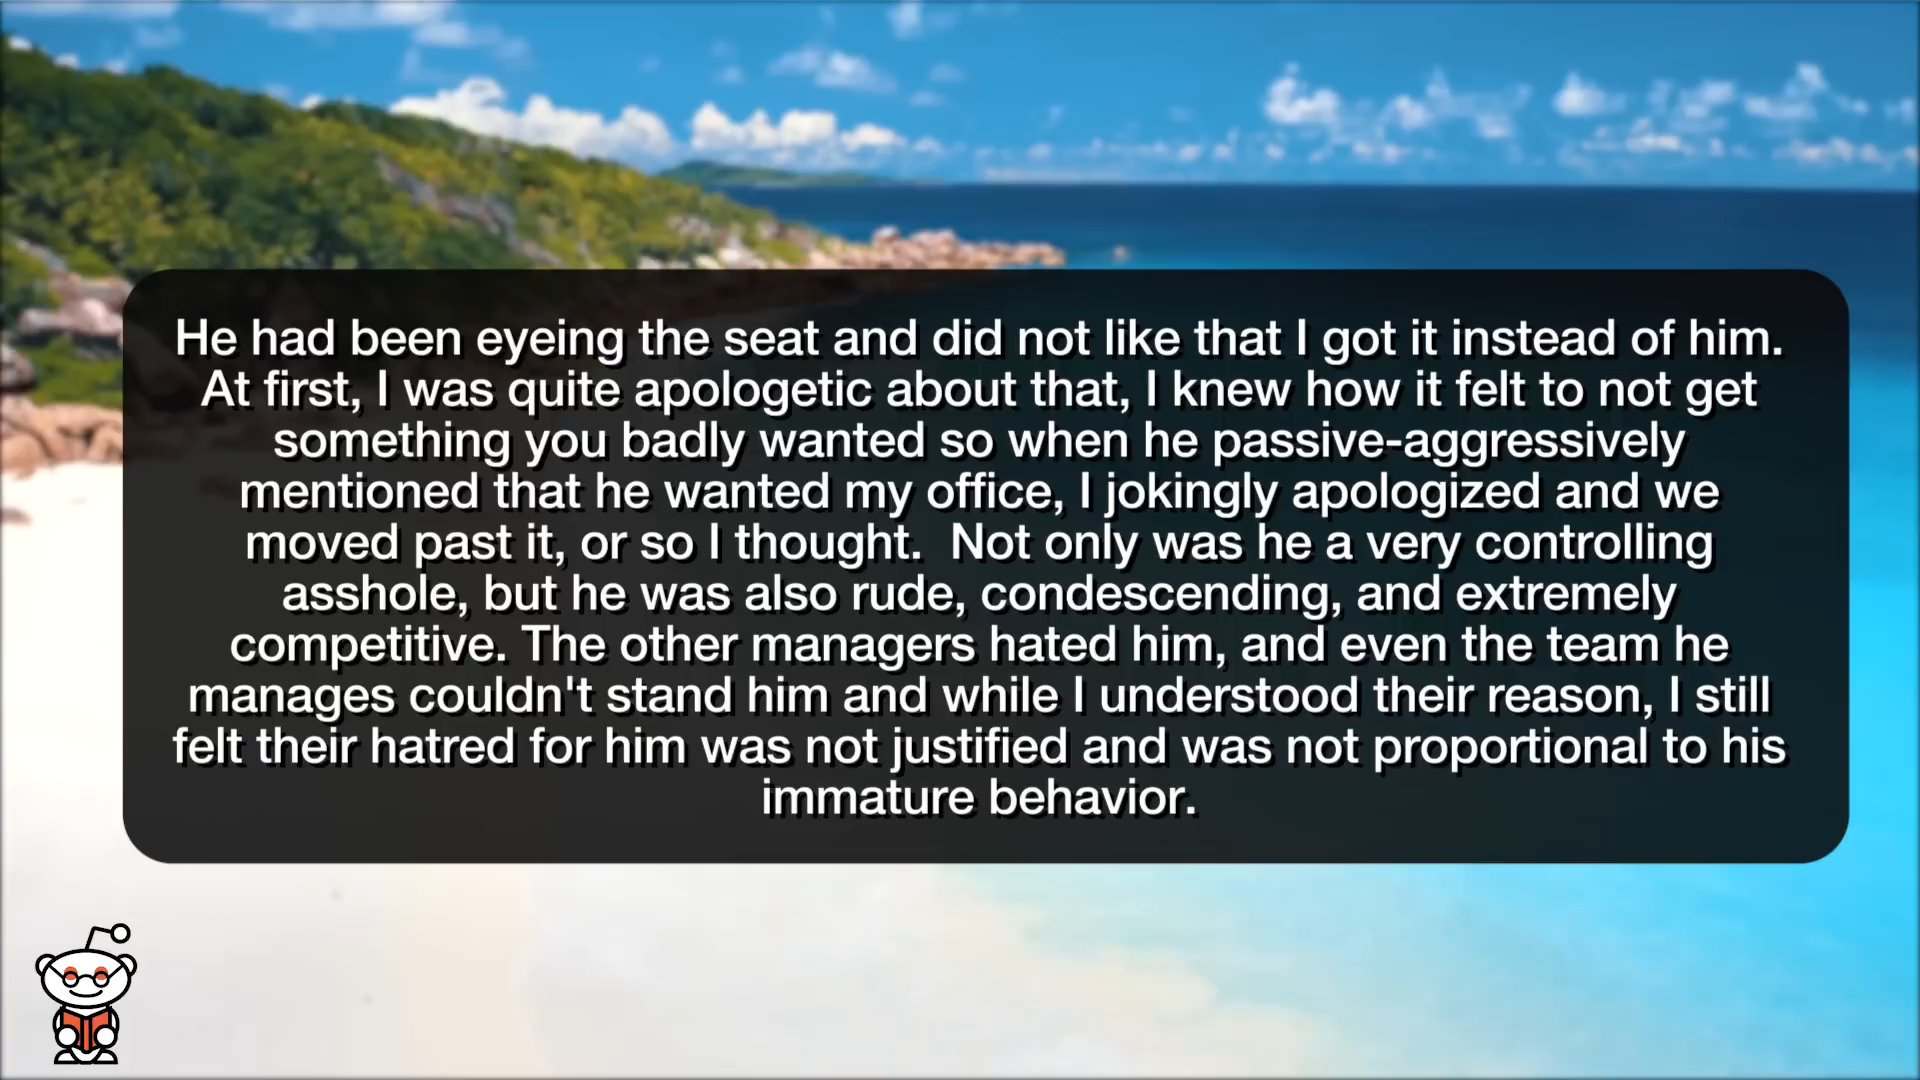 He had been eyeing the seat and did not like that I got it instead of him.
At first, I was quite apologetic about that, I knew how it felt to not get
something you badly wanted so when he passive-aggressively
mentioned that he wanted my office, I jokingly apologized and we
moved past it, or so I thought.  Not only was he a very controlling
asshole, but he was also rude, condescending, and extremely
competitive. The other managers hated him, and even the team he
manages couldn't stand him and while I understood their reason, I still
felt their hatred for him was not justified and was not proportional to his
immature behavior.